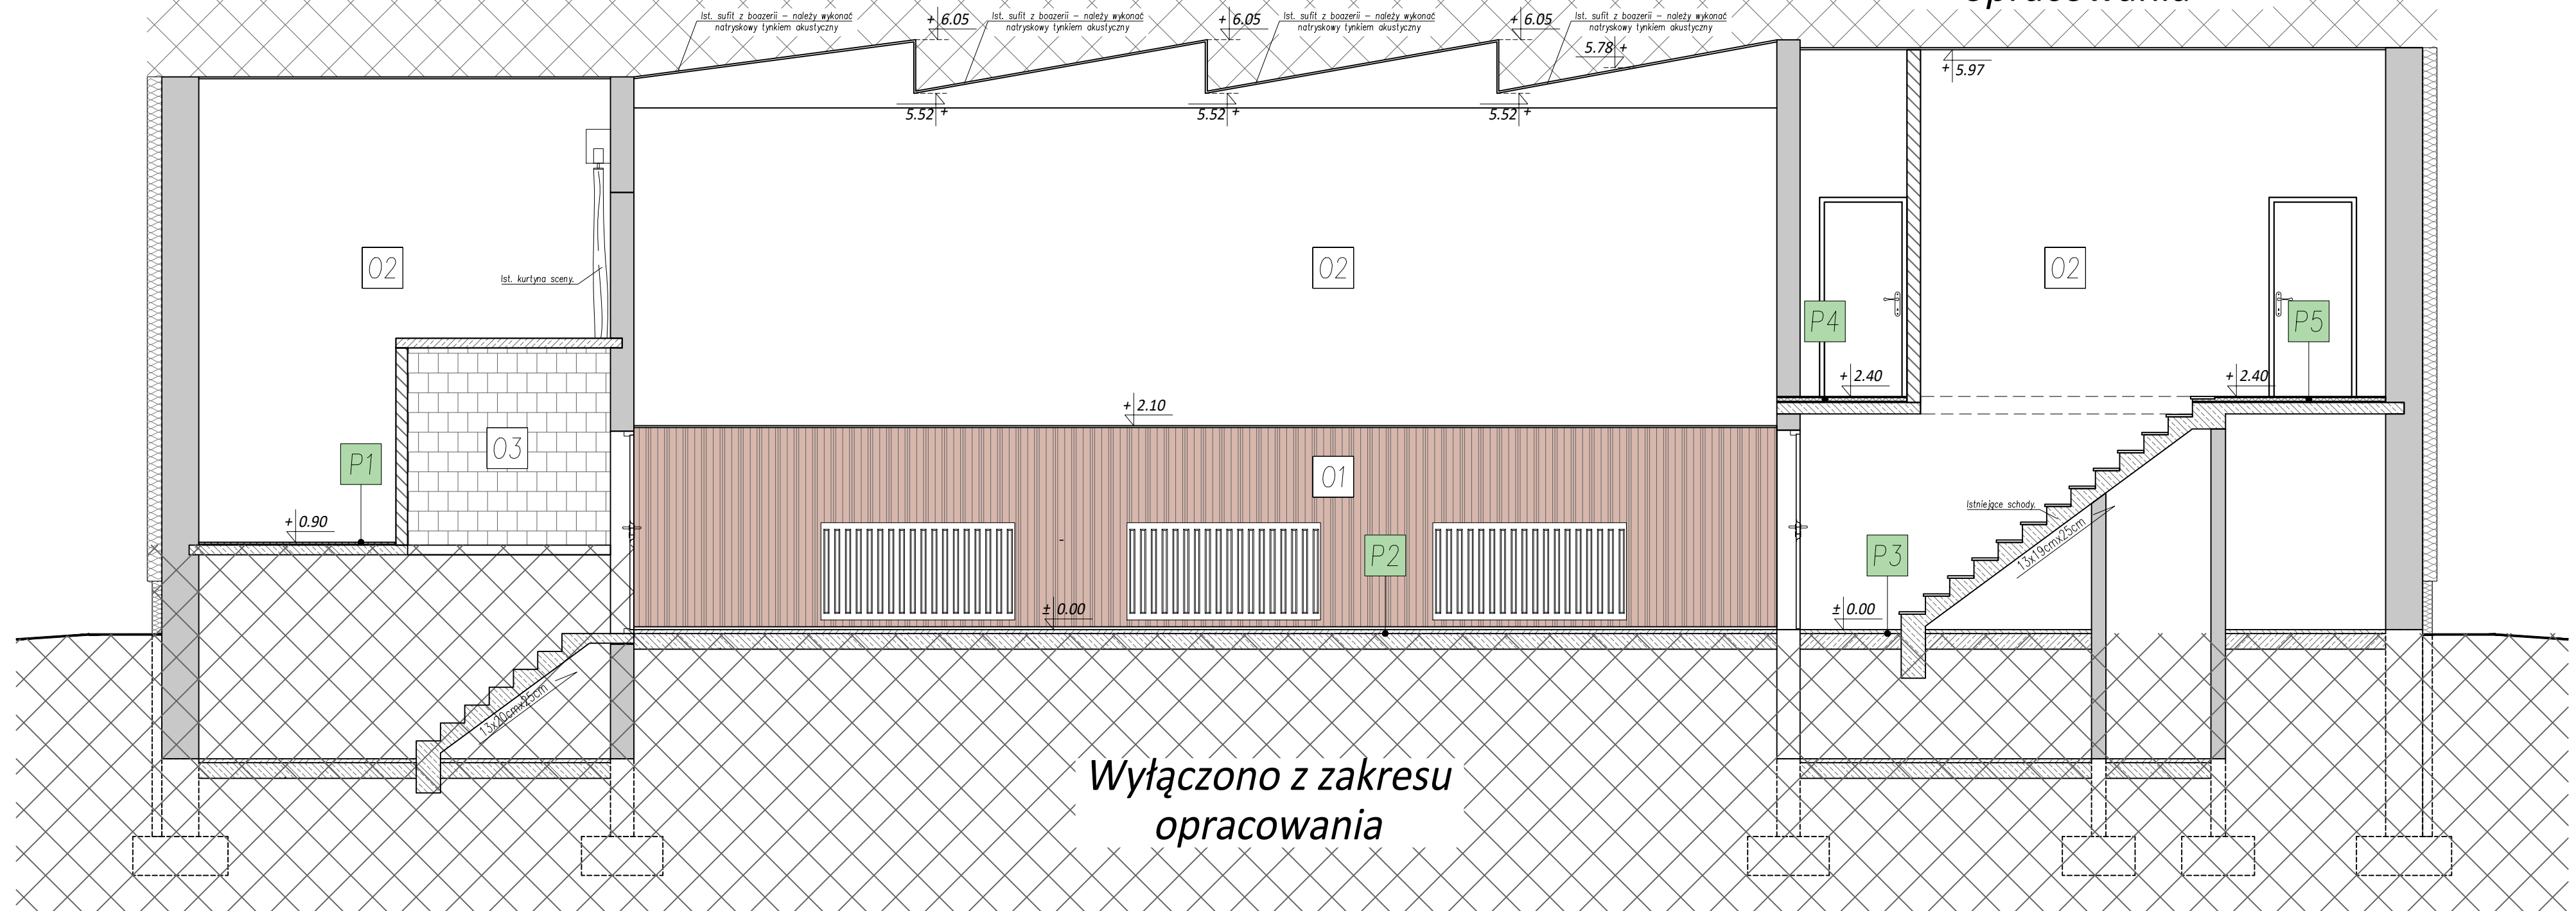 opracowania
Ist. sufit z boazerii – należy wykonać
natryskowy tynkiem akustyczny
+ 6.05
Ist. sufit z boazerii – należy wykonać
natryskowy tynkiem akustyczny
+ 6.05
Ist. sufit z boazerii – należy wykonać
natryskowy tynkiem akustyczny
+ 6.05
Ist. sufit z boazerii – należy wykonać
natryskowy tynkiem akustyczny
5.78 +
+ 5.97
5.52 +
5.52 +
5.52 +
02
Ist. kurtyna sceny.
02
02
P4
P5
+ 2.40
+ 2.40
+ 2.10
P1
03
01
+ 0.90
Istniejące schody.
13x19cmx25cm
P2
P3
± 0.00
± 0.00
13x20cmx25cm
Wyłączono z zakresu
opracowania